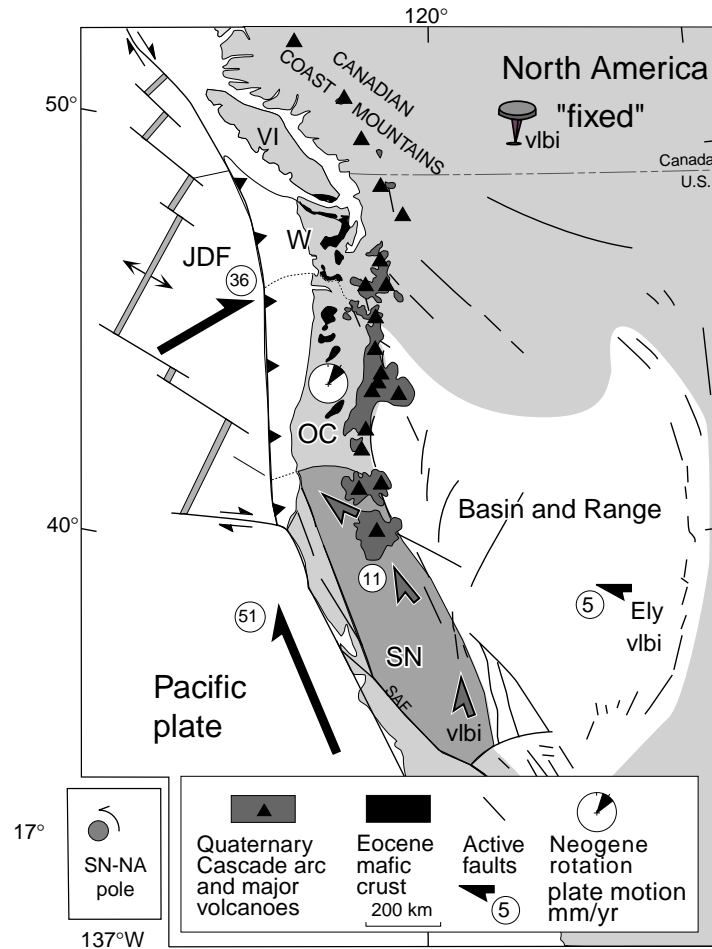 120°
50°
40°
17°
137°W
CANADIAN
COAST MOUNTAINS
North America
"fixed"
vlbi
Canada
U.S.
VI
W
JDF
36
OC
Basin and Range
11
5
Ely
vlbi
51
SN
SAF
vlbi
Pacific
plate
SN-NA
pole
Quaternary
Cascade arc
and major
volcanoes
Eocene
mafic
crust
200 km
Active
faults
5
Neogene
rotation
plate motion
mm/yr